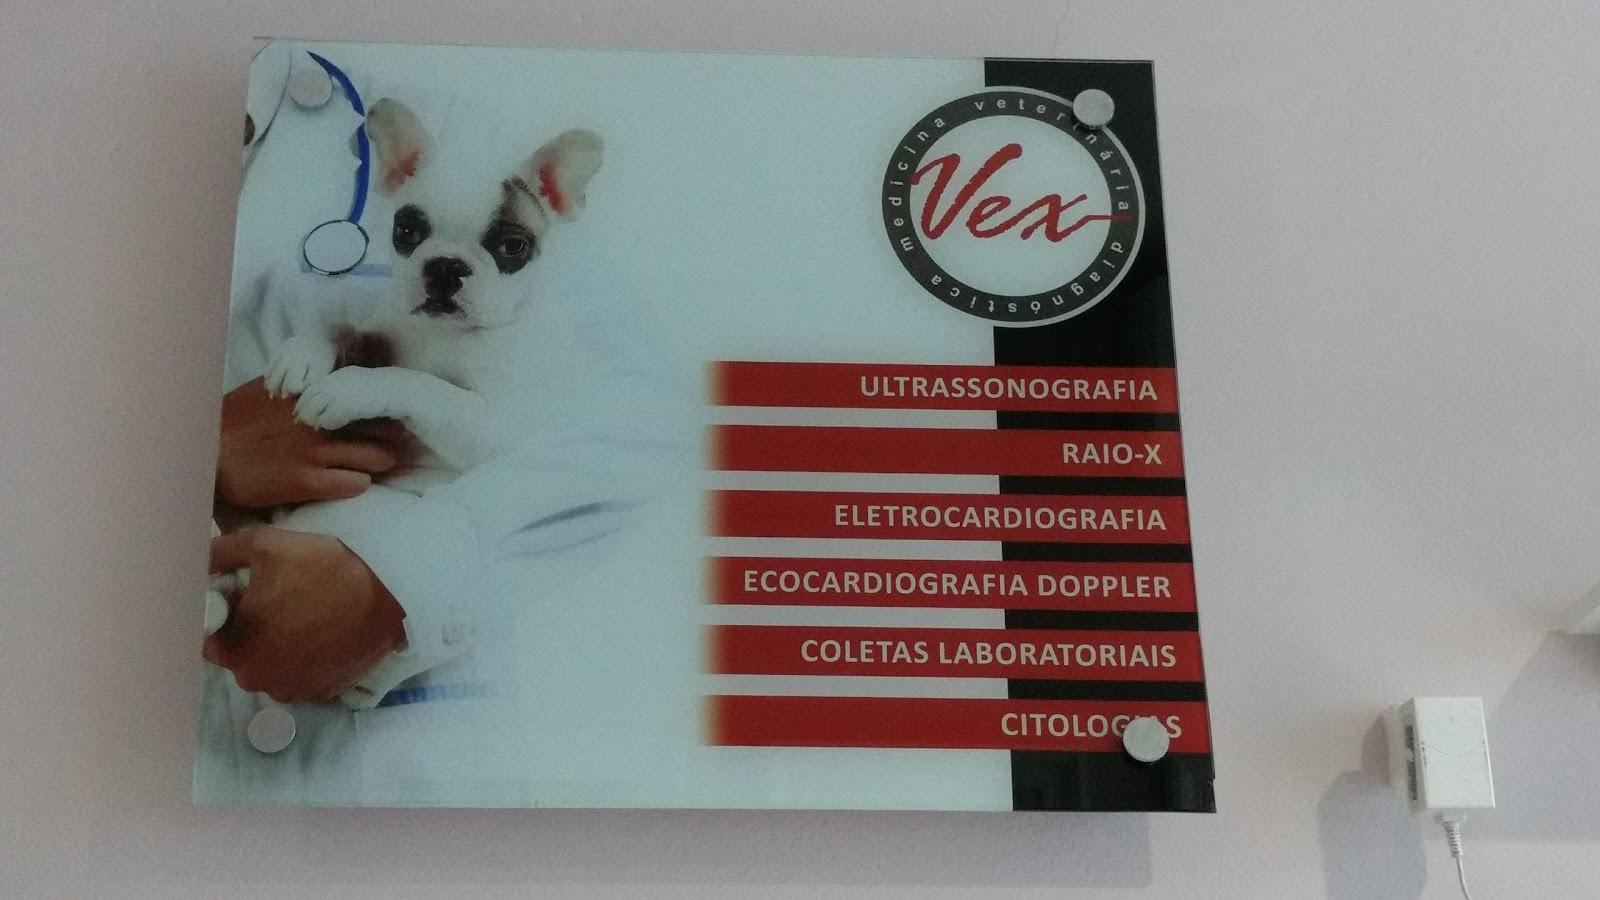 medicina veterinária diagnóstica
Vex
ULTRASSONOGRAFIA
RAIO-X
ELETROCARDIOGRAFIA
ECOCARDIOGRAFIA DOPPLER
COLETAS LABORATORIAIS
CITOLOGIAS